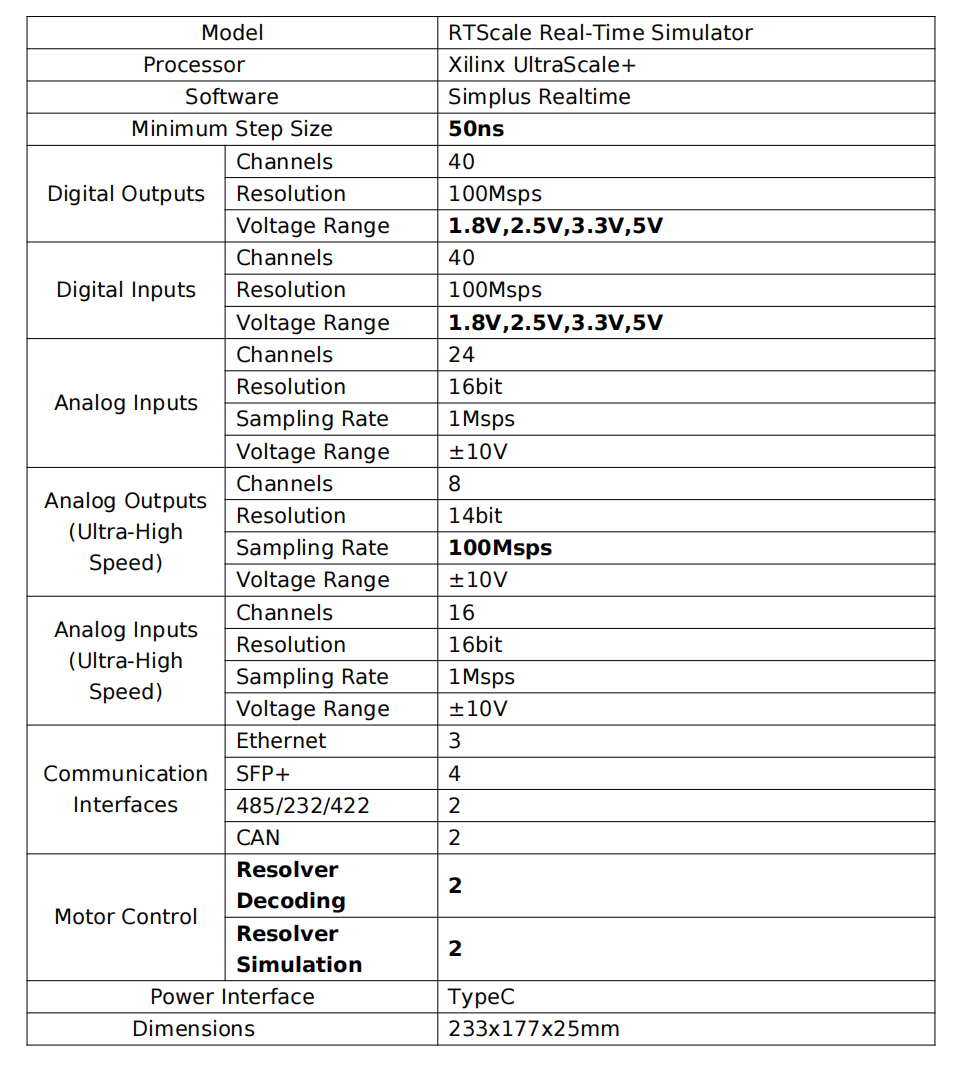 Model RTScale Real-Time Simulator
Processor Xilinx UltraScale+
Software Simplus Realtime
Minimum Step Size 50ns
Digital Outputs
Channels 40
Resolution 100Msps
Voltage Range 1.8V,2.5V,3.3V,5V
Digital Inputs
Channels 40
Resolution 100Msps
Voltage Range 1.8V,2.5V,3.3V,5V
Analog Inputs
Channels 24
Resolution 16bit
Sampling Rate 1Msps
Voltage Range ±10V
Analog Outputs
(Ultra-High
Speed)
Channels 8
Resolution 14bit
Sampling Rate 100Msps
Voltage Range ±10V
Analog Inputs
(Ultra-High
Speed)
Channels 16
Resolution 16bit
Sampling Rate 1Msps
Voltage Range ±10V
Communication
Interfaces
Ethernet 3
SFP+ 4
485/232/422 2
CAN 2
Motor Control
Resolver
Decoding
2
Resolver
Simulation
2
Power Interface TypeC
Dimensions 233x177x25mm